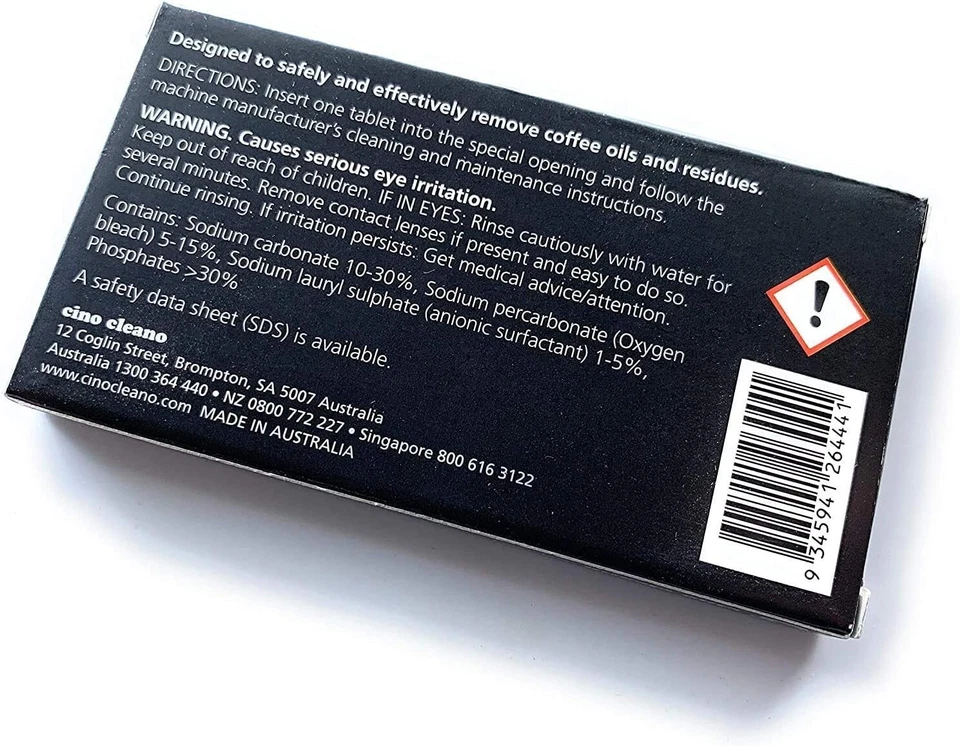 Designed to safely and effectively remove coffee oils and residues.
DIRECTIONS: Insert one tablet into the special opening and follow the
machine manufacturer's cleaning and maintenance instructions.
WARNING. Causes serious eye irritation.
Keep out of reach of children. IF IN EYES: Rinse cautiously with water for
several minutes. Remove contact lenses if present and easy to do so.
Continue rinsing. If irritation persists: Get medical advice/attention.
Contains: Sodium carbonate 10-30%, Sodium percarbonate (Oxygen
bleach) 5-15%, Sodium lauryl sulphate (anionic surfactant) 1-5%,
Phosphates >30%
A safety data sheet (SDS) is available.
cino cleano
12 Coglin Street, Brompton, SA 5007 Australia
Australia 1300 364 440 • NZ 0800 772 227 • Singapore 800 616 3122
www.cinocleano.com MADE IN AUSTRALIA
!
9 345941 264441